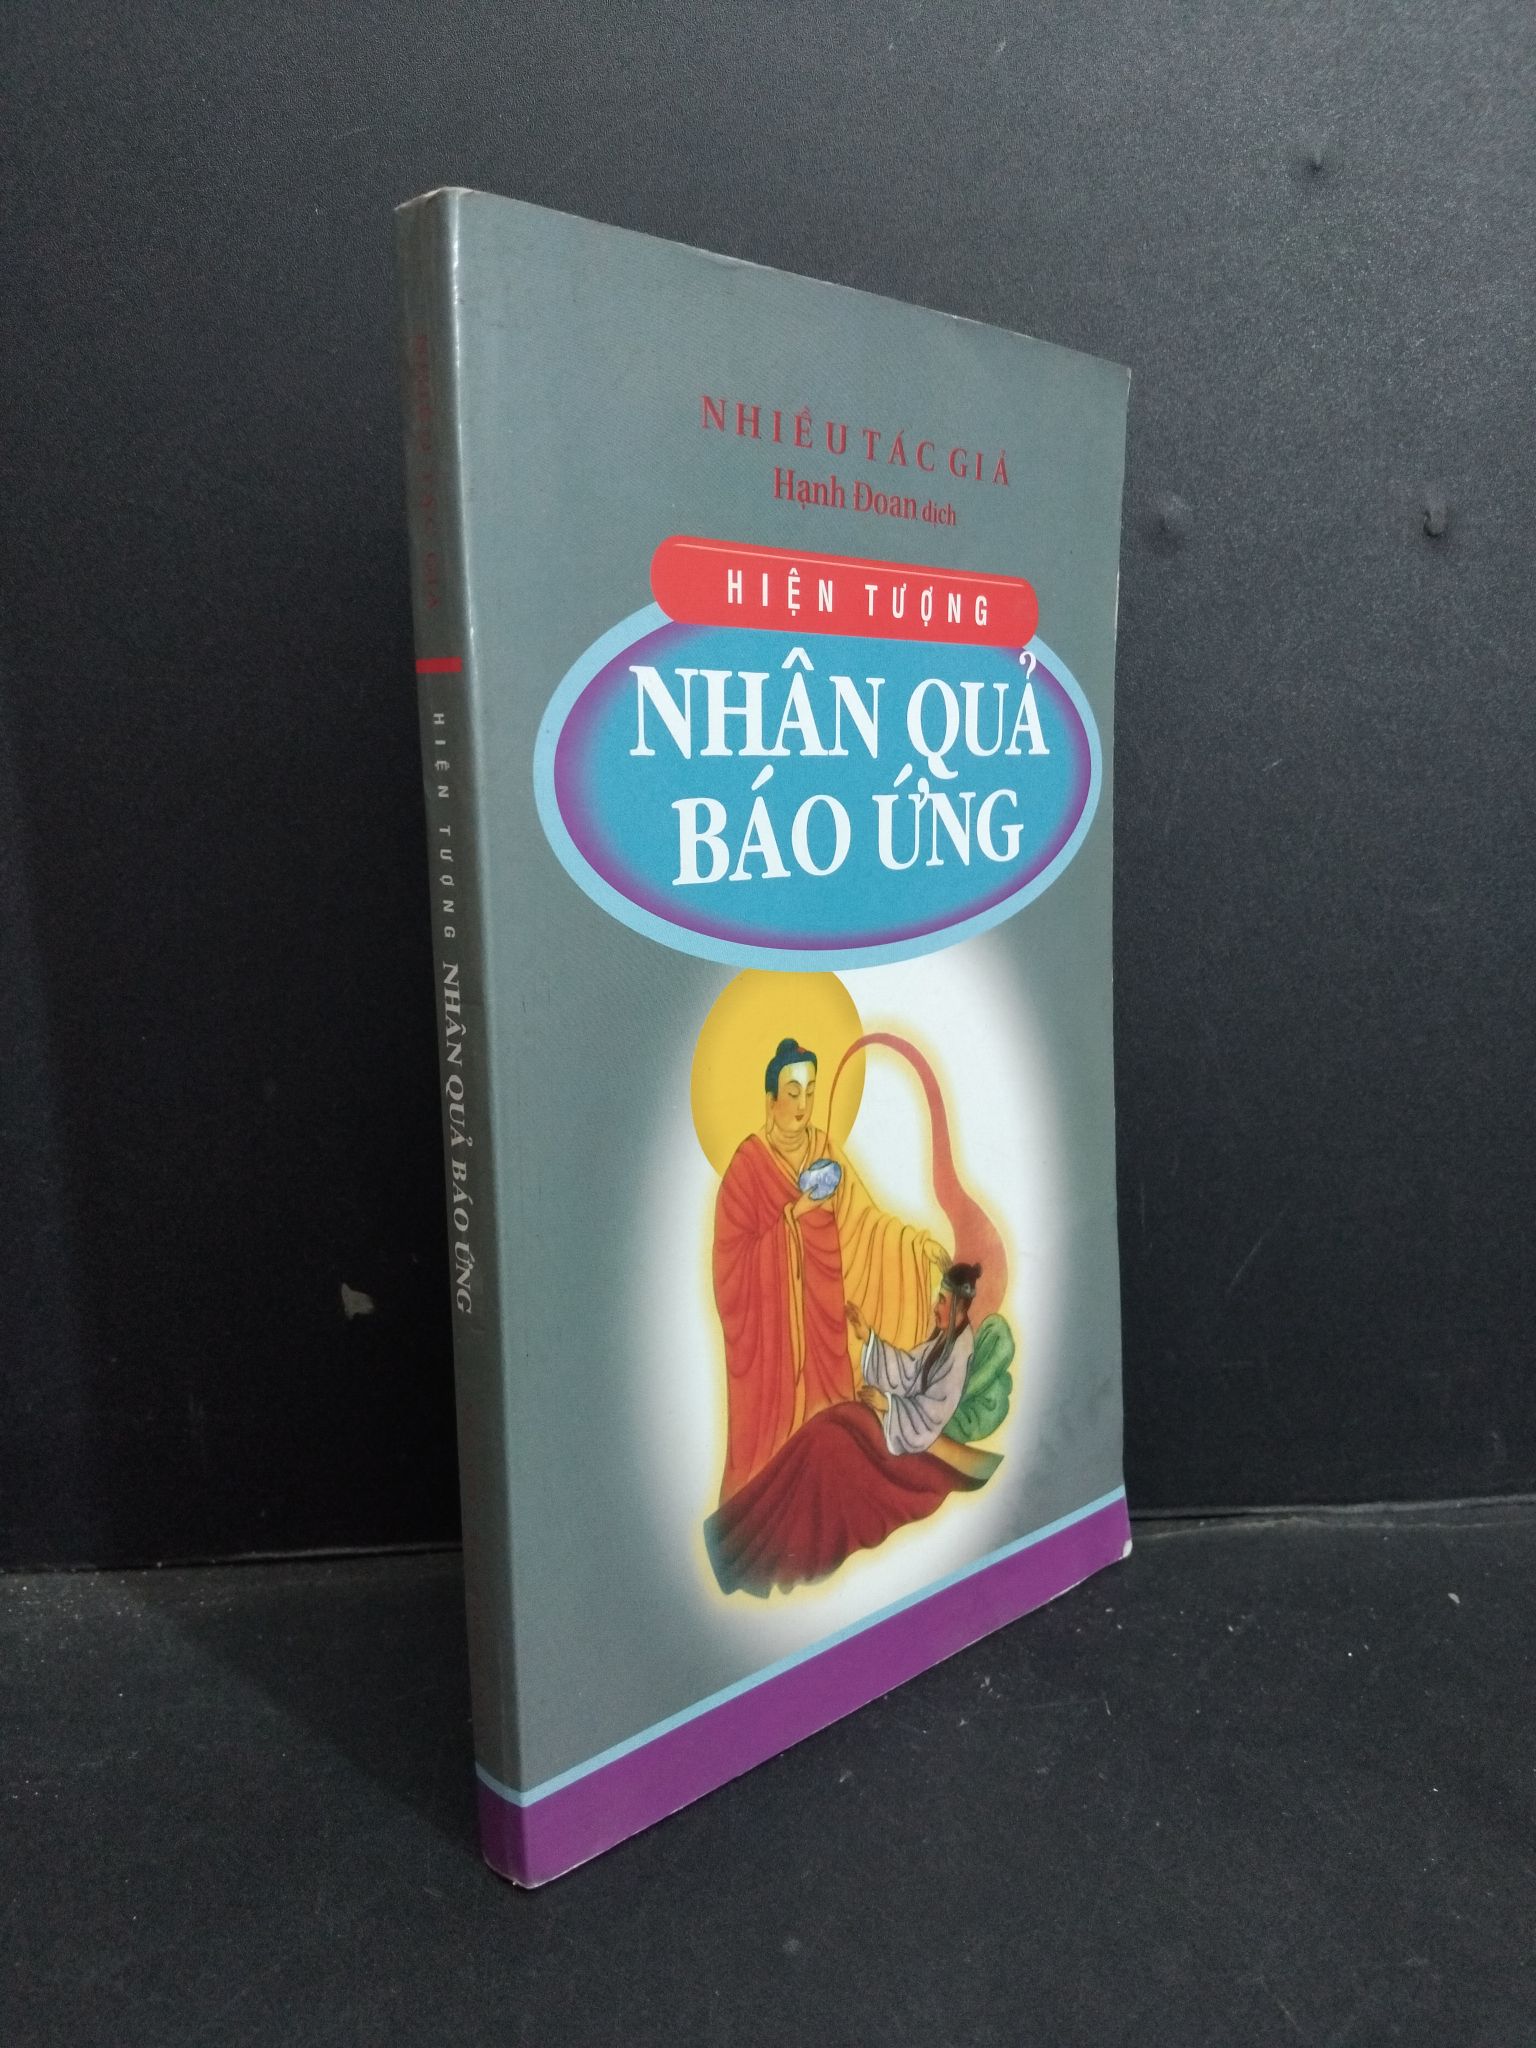 NHIỀU TÁC GIẢ
Hạnh Đoan dịch
HIỆN TƯỢNG
NHÂN QUẢ
BÁO ỨNG
NHIỀU TÁC GIẢ HIỆN TƯỢNG NHÂN QUẢ BÁO ỨNG